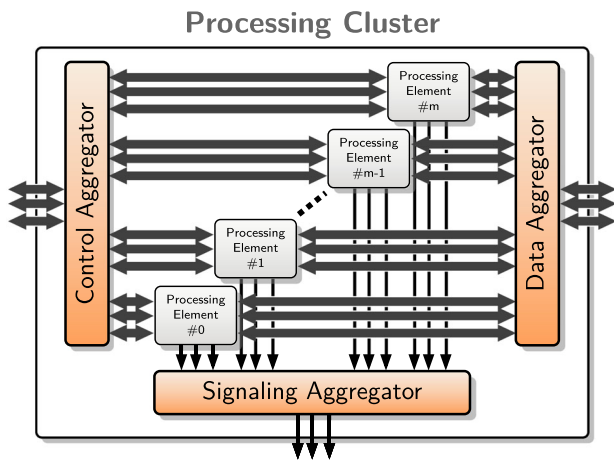 Processing Cluster
Processing
Element
#m
Processing
Element
#m-1
Control Aggregator
Data Aggregator
Processing
Element
#1
Processing
Element
#0
Signaling Aggregator